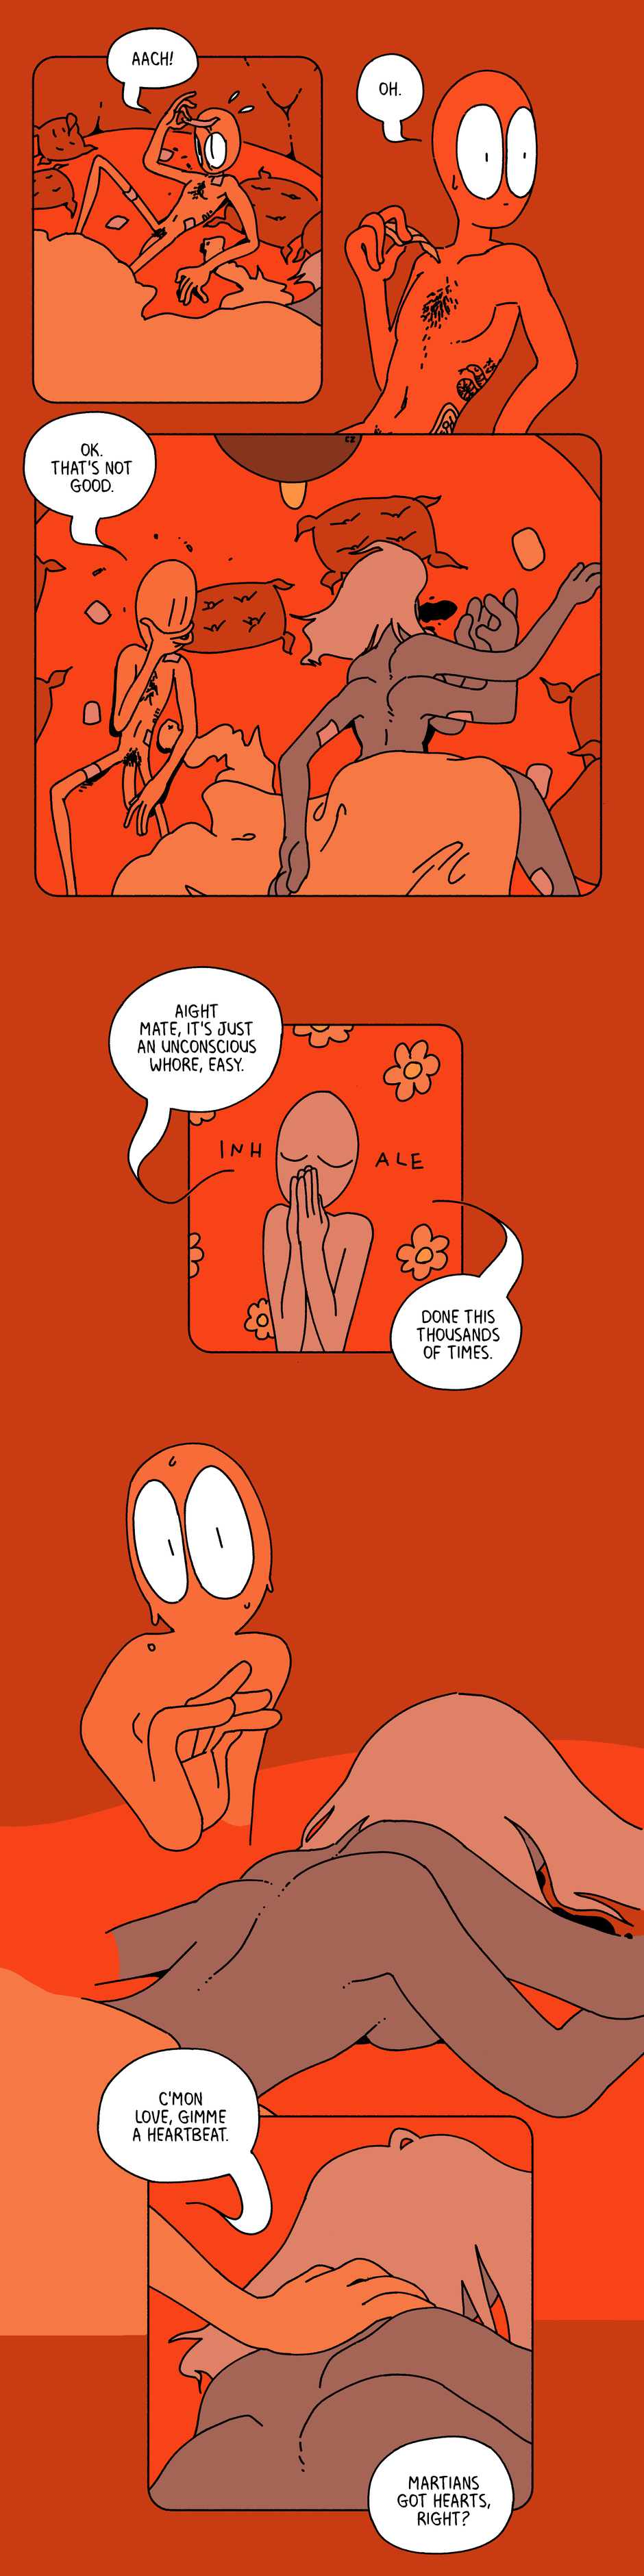 AACH!
OH.
OK.
THAT'S NOT
GOOD.
CZ
AIGHT
MATE, IT'S JUST
AN UNCONSCIOUS
WHORE, EASY.
INH ALE
DONE THIS
THOUSANDS
OF TIMES.
C'MON
LOVE, GIMME
A HEARTBEAT.
MARTIANS
GOT HEARTS,
RIGHT?